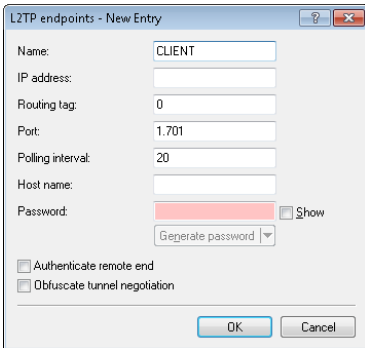 L2TP endpoints - New Entry
Name: CLIENT
IP address:
Routing tag: 0
Port: 1.701
Polling interval: 20
Host name:
Password: Show
Generate password
Authenticate remote end
Obfuscate tunnel negotiation
OK Cancel